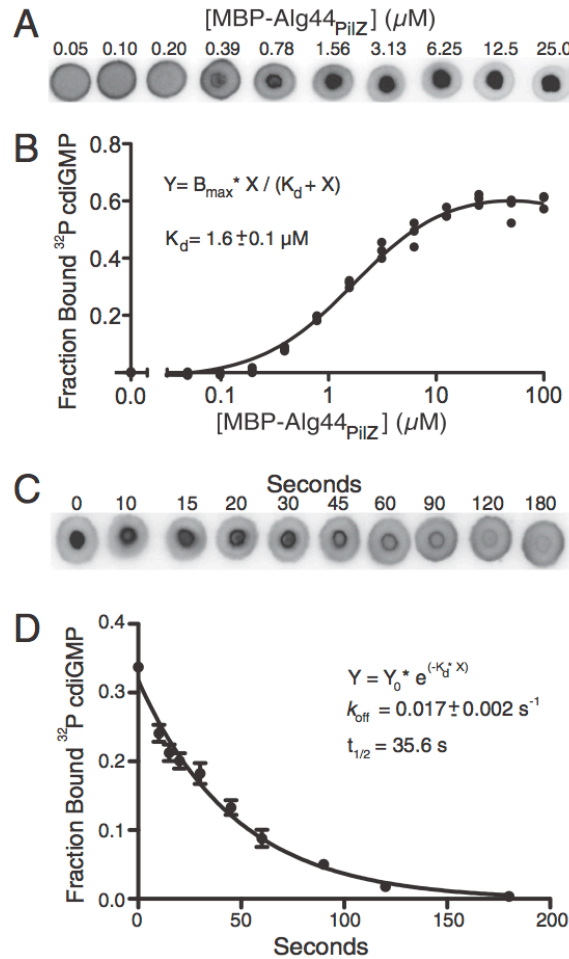 A
[MBP-Alg44PilZ] (µM)
0.05 0.10 0.20 0.39 0.78 1.56 3.13 6.25 12.5 25.0
B
Fraction Bound 32P cdiGMP
0.8
0.6
0.4
0.2
Y= Bmax* X / (Kd+ X)
Kd= 1.6±0.1 µM
0.0 0.1 1 10 100
[MBP-Alg44PilZ] (µM)
C
Seconds
0 10 15 20 30 45 60 90 120 180
D
Fraction Bound 32P cdiGMP
0.4
0.3
0.2
0.1
0.0
Y = Y0* e(-Kd* X)
koff = 0.017±0.002 s-1
t1/2 = 35.6 s
0 50 100 150 200
Seconds